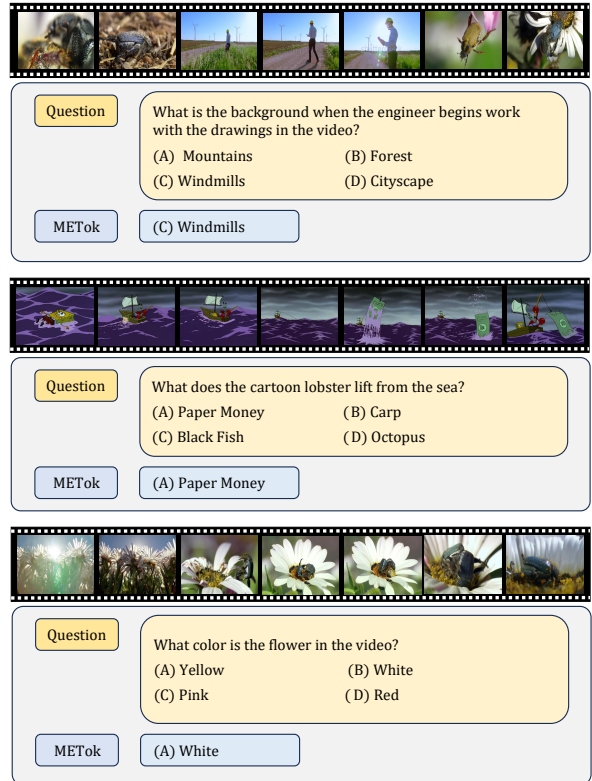 Question
What is the background when the engineer begins work
with the drawings in the video?
(A) Mountains (B) Forest
(C) Windmills (D) Cityscape
METok (C) Windmills
Question
What does the cartoon lobster lift from the sea?
(A) Paper Money (B) Carp
(C) Black Fish (D) Octopus
METok (A) Paper Money
Question
What color is the flower in the video?
(A) Yellow (B) White
(C) Pink (D) Red
METok (A) White